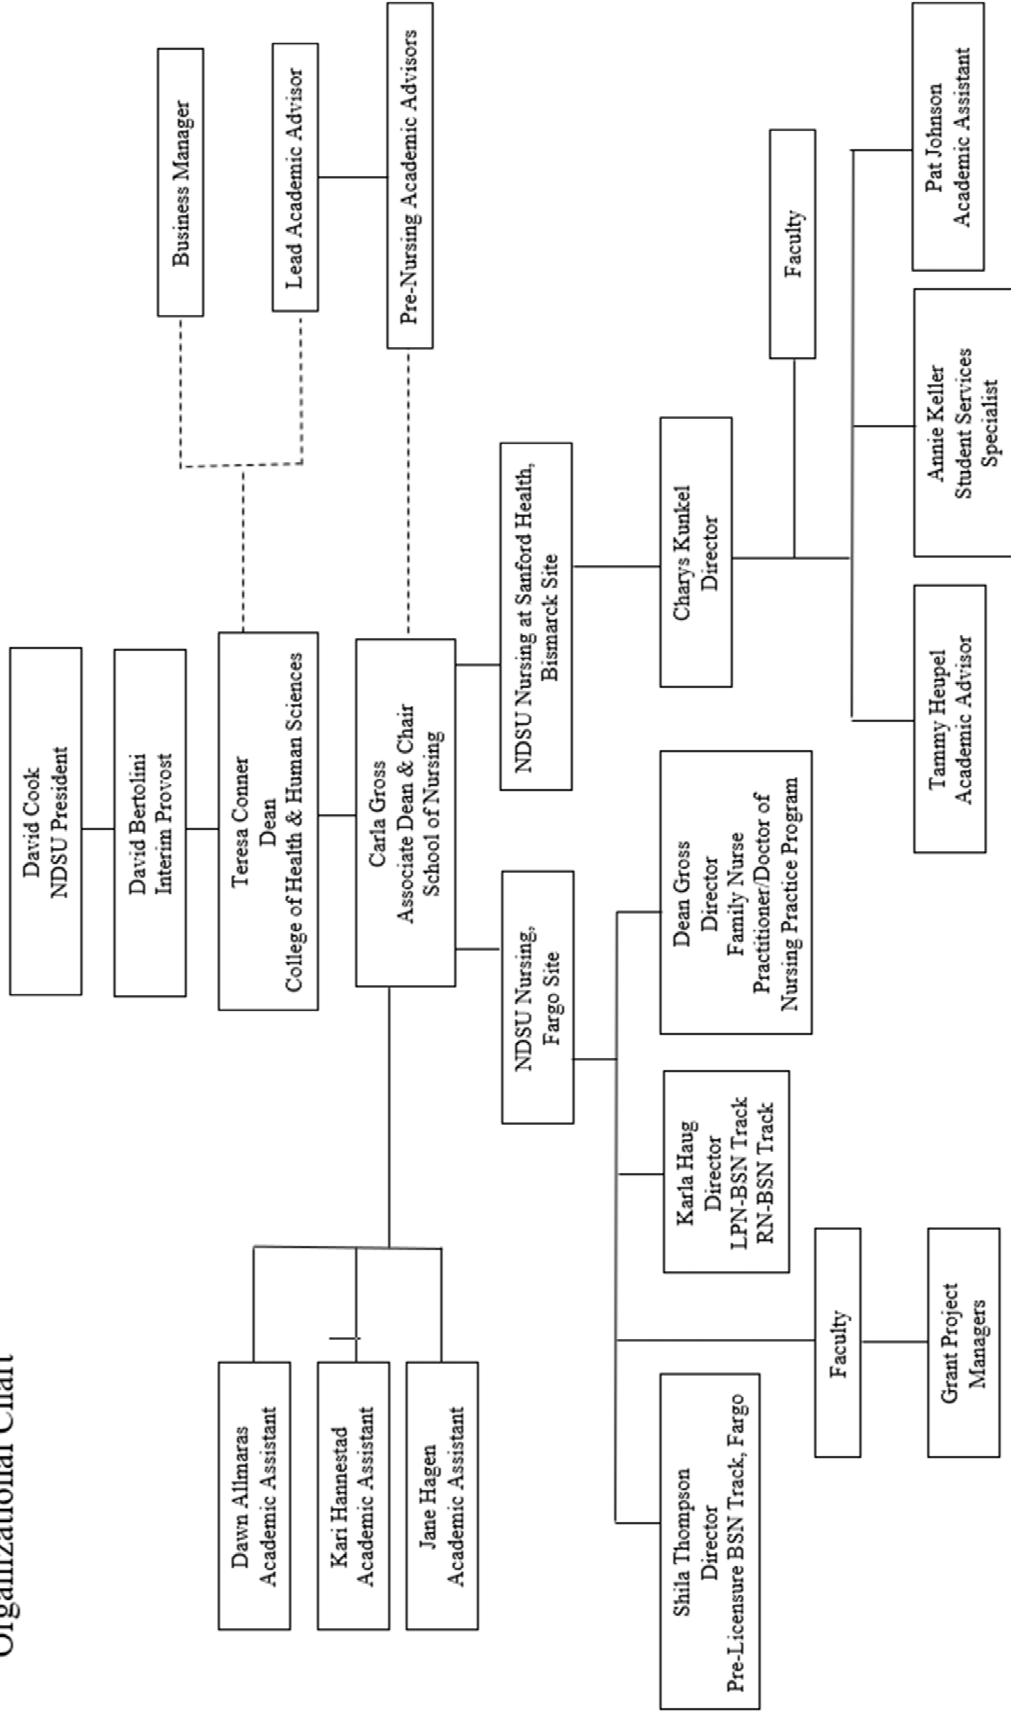 Organizational Chart
David Cook
NDSU President
David Bertolini
Interim Provost
Teresa Conner
Dean
College of Health & Human Sciences
Business Manager
Lead Academic Advisor
Pre-Nursing Academic Advisors
Carla Gross
Associate Dean & Chair
School of Nursing
Dawn Allmaras
Academic Assistant
Kari Hannestad
Academic Assistant
Jane Hagen
Academic Assistant
NDSU Nursing,
Fargo Site
NDSU Nursing at Sanford Health,
Bismarck Site
Shila Thompson
Director
Pre-Licensure BSN Track, Fargo
Karla Haug
Director
LPN-BSN Track
RN-BSN Track
Dean Gross
Director
Family Nurse
Practitioner/Doctor of
Nursing Practice Program
Charys Kunkel
Director
Faculty
Faculty
Grant Project
Managers
Tammy Heupel
Academic Advisor
Annie Keller
Student Services
Specialist
Pat Johnson
Academic Assistant